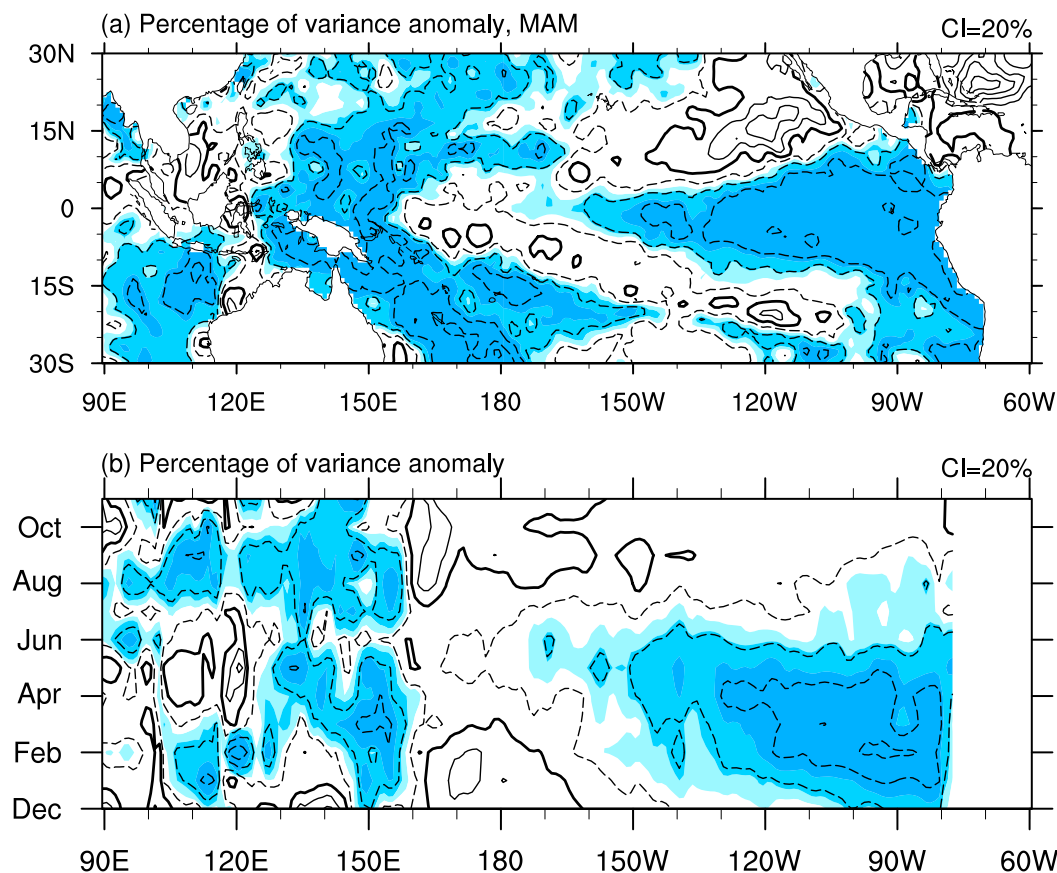 (a) Percentage of variance anomaly, MAM CI=20%
30N
15N
0
15S
30S
90E 120E 150E 180 150W 120W 90W 60W
(b) Percentage of variance anomaly CI=20%
Oct
Aug
Jun
Apr
Feb
Dec
90E 120E 150E 180 150W 120W 90W 60W